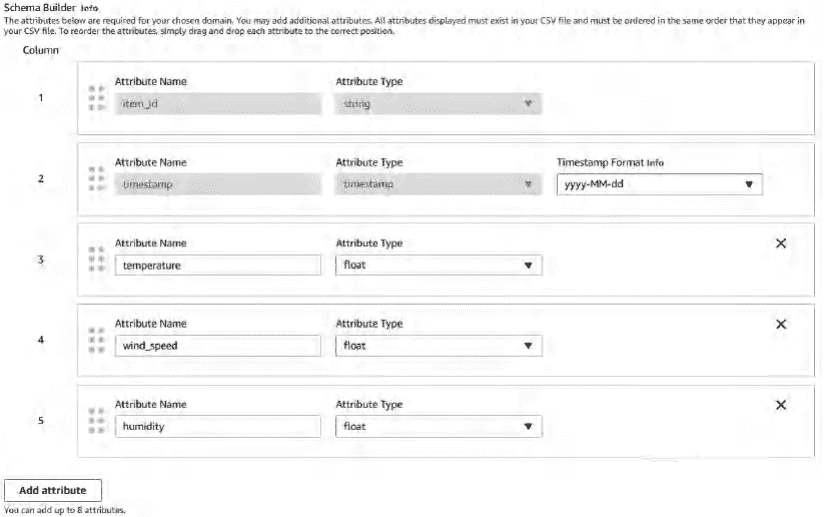 Schema Builder Info
The attributes below are required for your chosen domain. You may add additional attributes. All attributes displayed must exist in your CSV file and must be ordered in the same order that they appear in
your CSV file. To reorder the attributes, simply drag and drop each attribute to the correct position.
Column
Attribute Name Attribute Type
1 item_id string
Attribute Name Attribute Type Timestamp Format Info
2 timestamp timestamp yyyy-MM-dd
Attribute Name Attribute Type
3 temperature float
Attribute Name Attribute Type
4 wind_speed float
Attribute Name Attribute Type
5 humidity float
Add attribute
You can add up to 8 attributes.